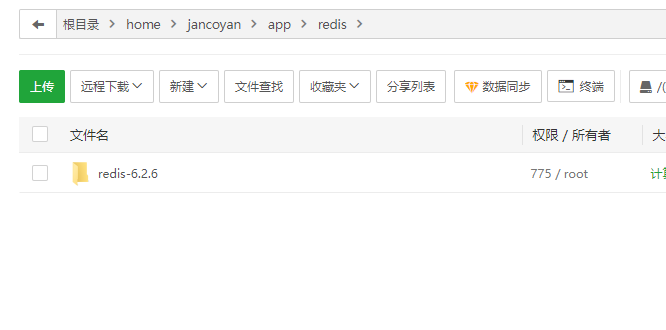 根目录 home jancoyan app redis
上传 远程下载 新建 文件查找 收藏夹 分享列表 数据同步 终端 /(
文件名 权限 / 所有者 大
redis-6.2.6 775 / root 计算